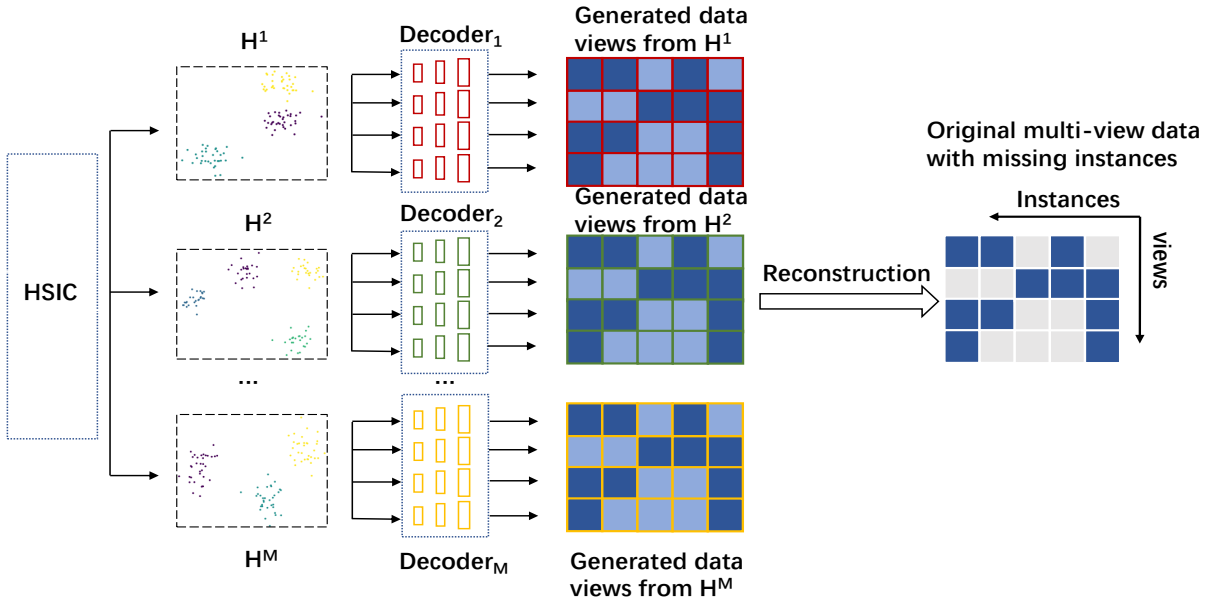 HSIC
H¹
Decoder₁
Generated data
views from H¹
H²
Decoder₂
Generated data
views from H²
...
...
Hᴹ
Decoder_M
Generated data
views from Hᴹ
Reconstruction
Original multi-view data
with missing instances
Instances
views